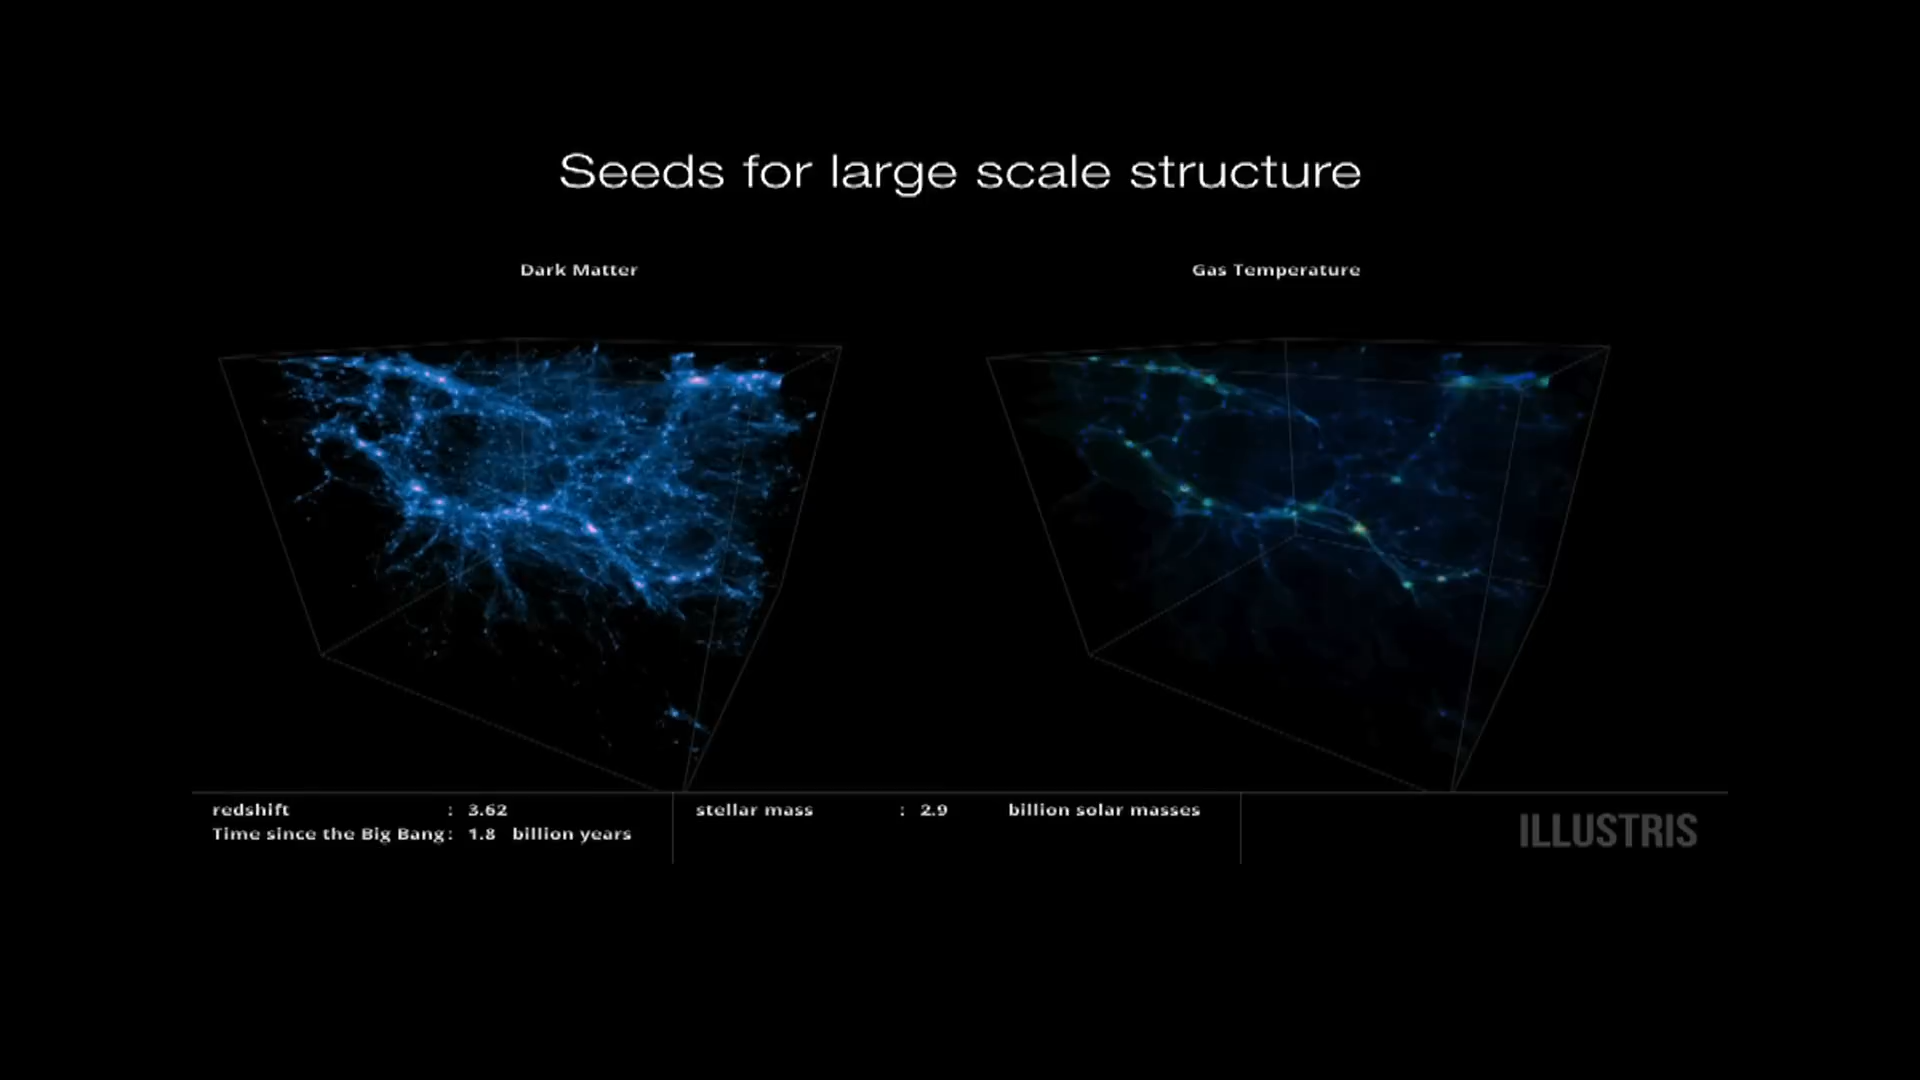 Seeds for large scale structure
Dark Matter
Gas Temperature
redshift : 3.62
Time since the Big Bang : 1.8 billion years
stellar mass : 2.9 billion solar masses
ILLUSTRIS